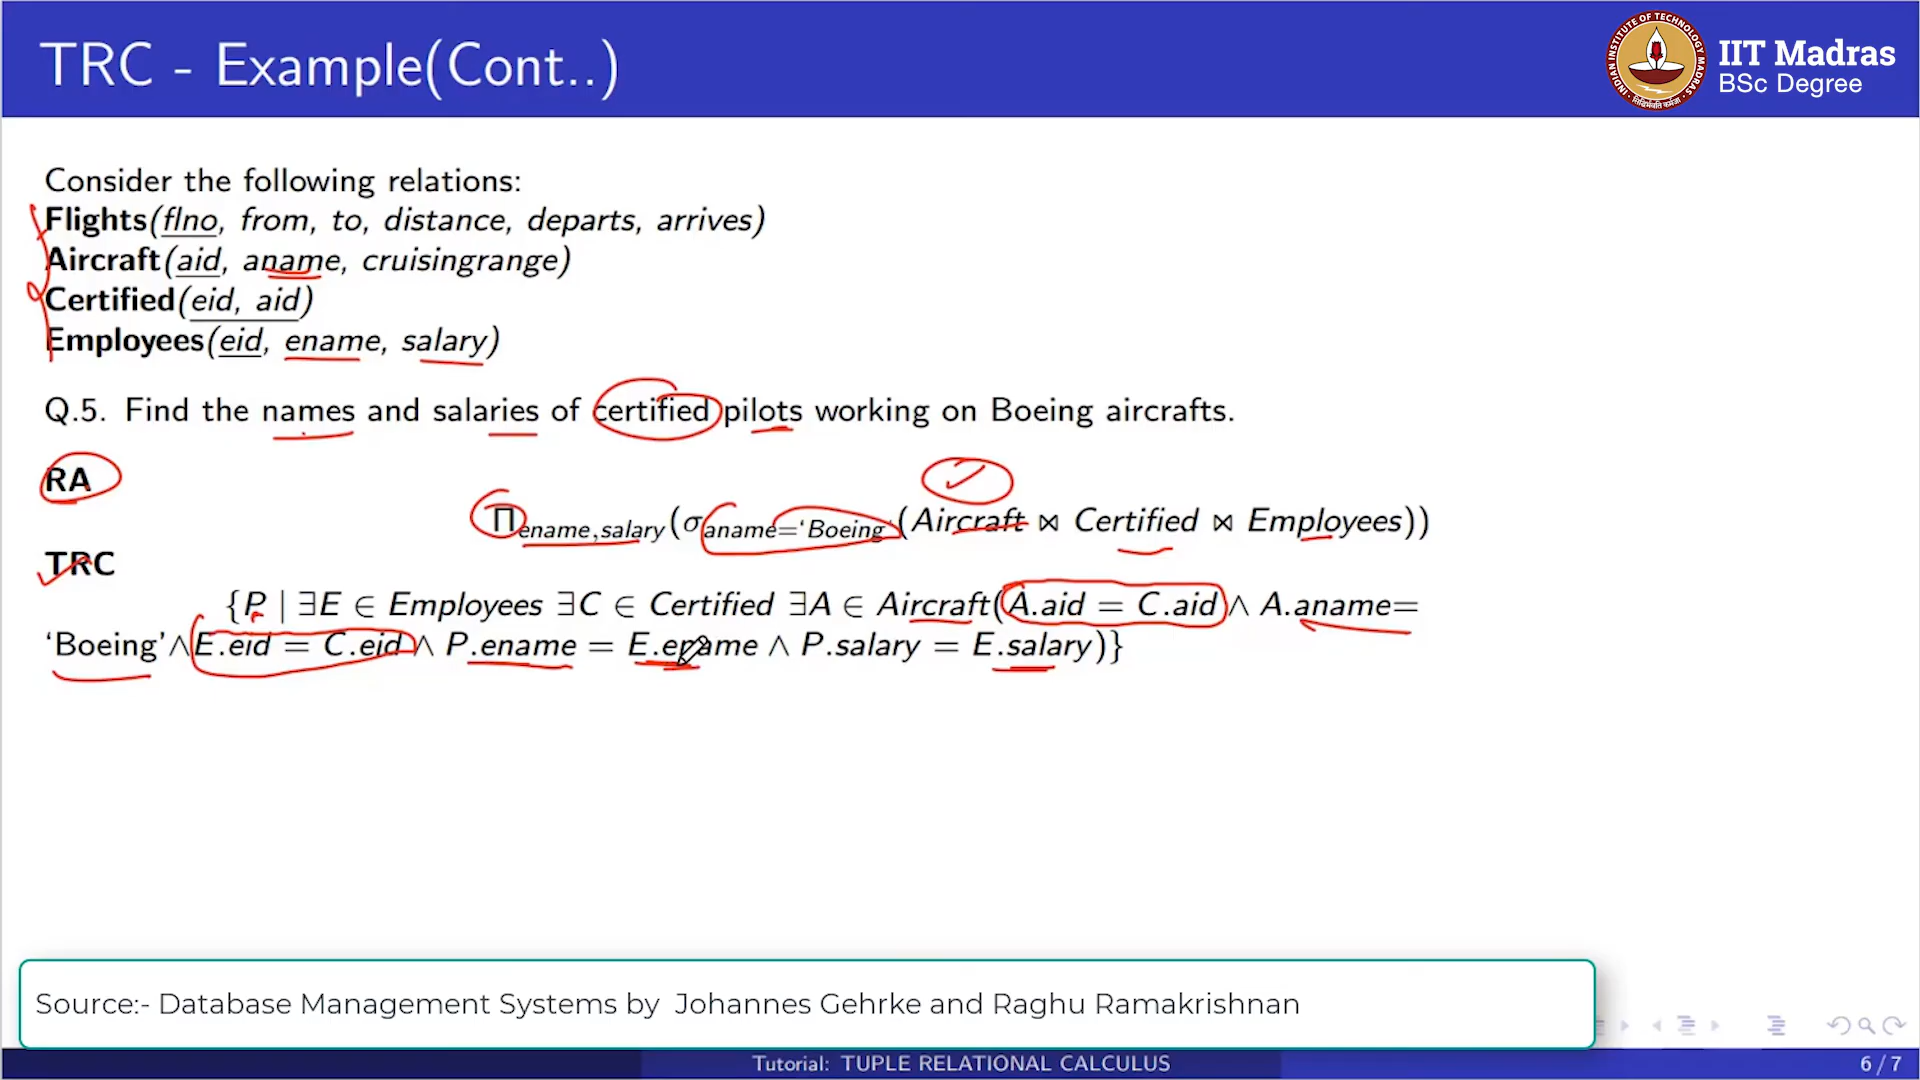 TRC - Example(Cont..)
IIT Madras
BSc Degree
Consider the following relations:
Flights(flno, from, to, distance, departs, arrives)
Aircraft(aid, aname, cruisingrange)
Certified(eid, aid)
Employees(eid, ename, salary)
Q.5. Find the names and salaries of certified pilots working on Boeing aircrafts.
RA
Π ename,salary(σ aname='Boeing'(Aircraft ⋈ Certified ⋈ Employees))
TRC
{P | ∃E ∈ Employees ∃C ∈ Certified ∃A ∈ Aircraft(A.aid = C.aid ∧ A.aname=
'Boeing'∧E.eid = C.eid ∧ P.ename = E.ename ∧ P.salary = E.salary)}
Source:- Database Management Systems by Johannes Gehrke and Raghu Ramakrishnan
Tutorial: TUPLE RELATIONAL CALCULUS
6 / 7